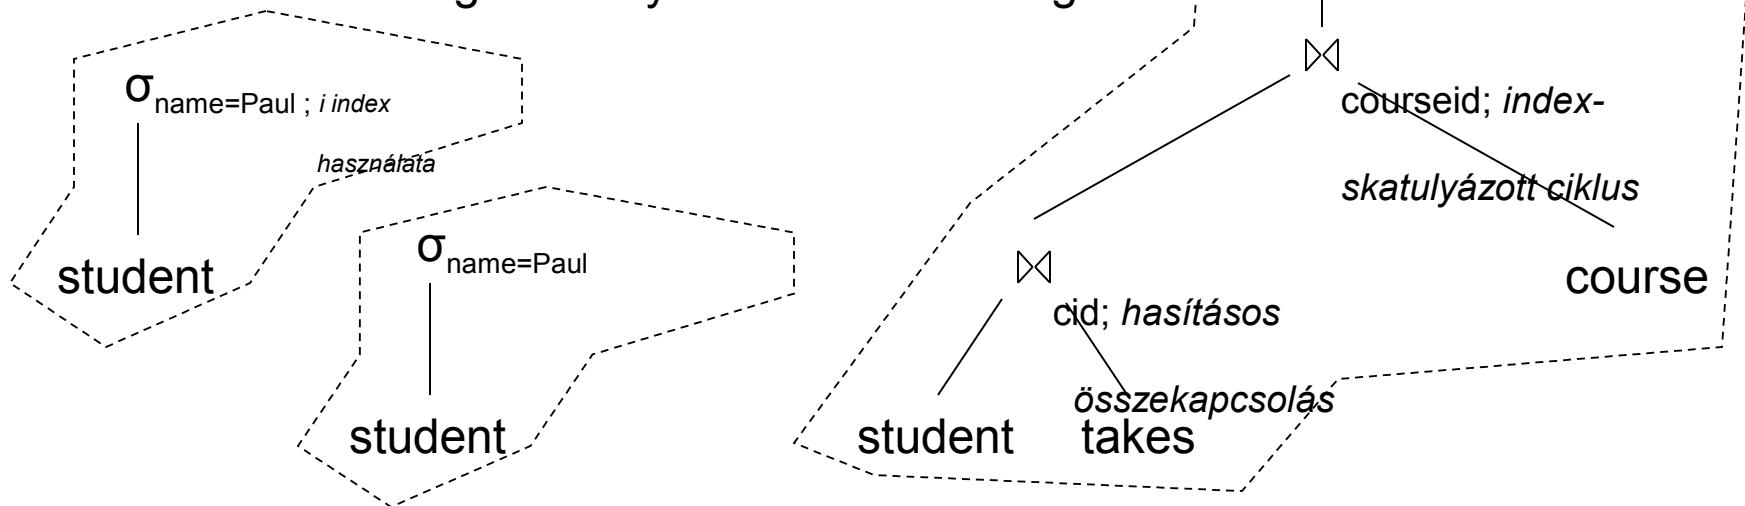 σname=Paul ; i index
használata
student
σname=Paul
student
⋈
courseid; index-
skatulyázott ciklus
course
⋈
cid; hasításos
összekapcsolás
student takes